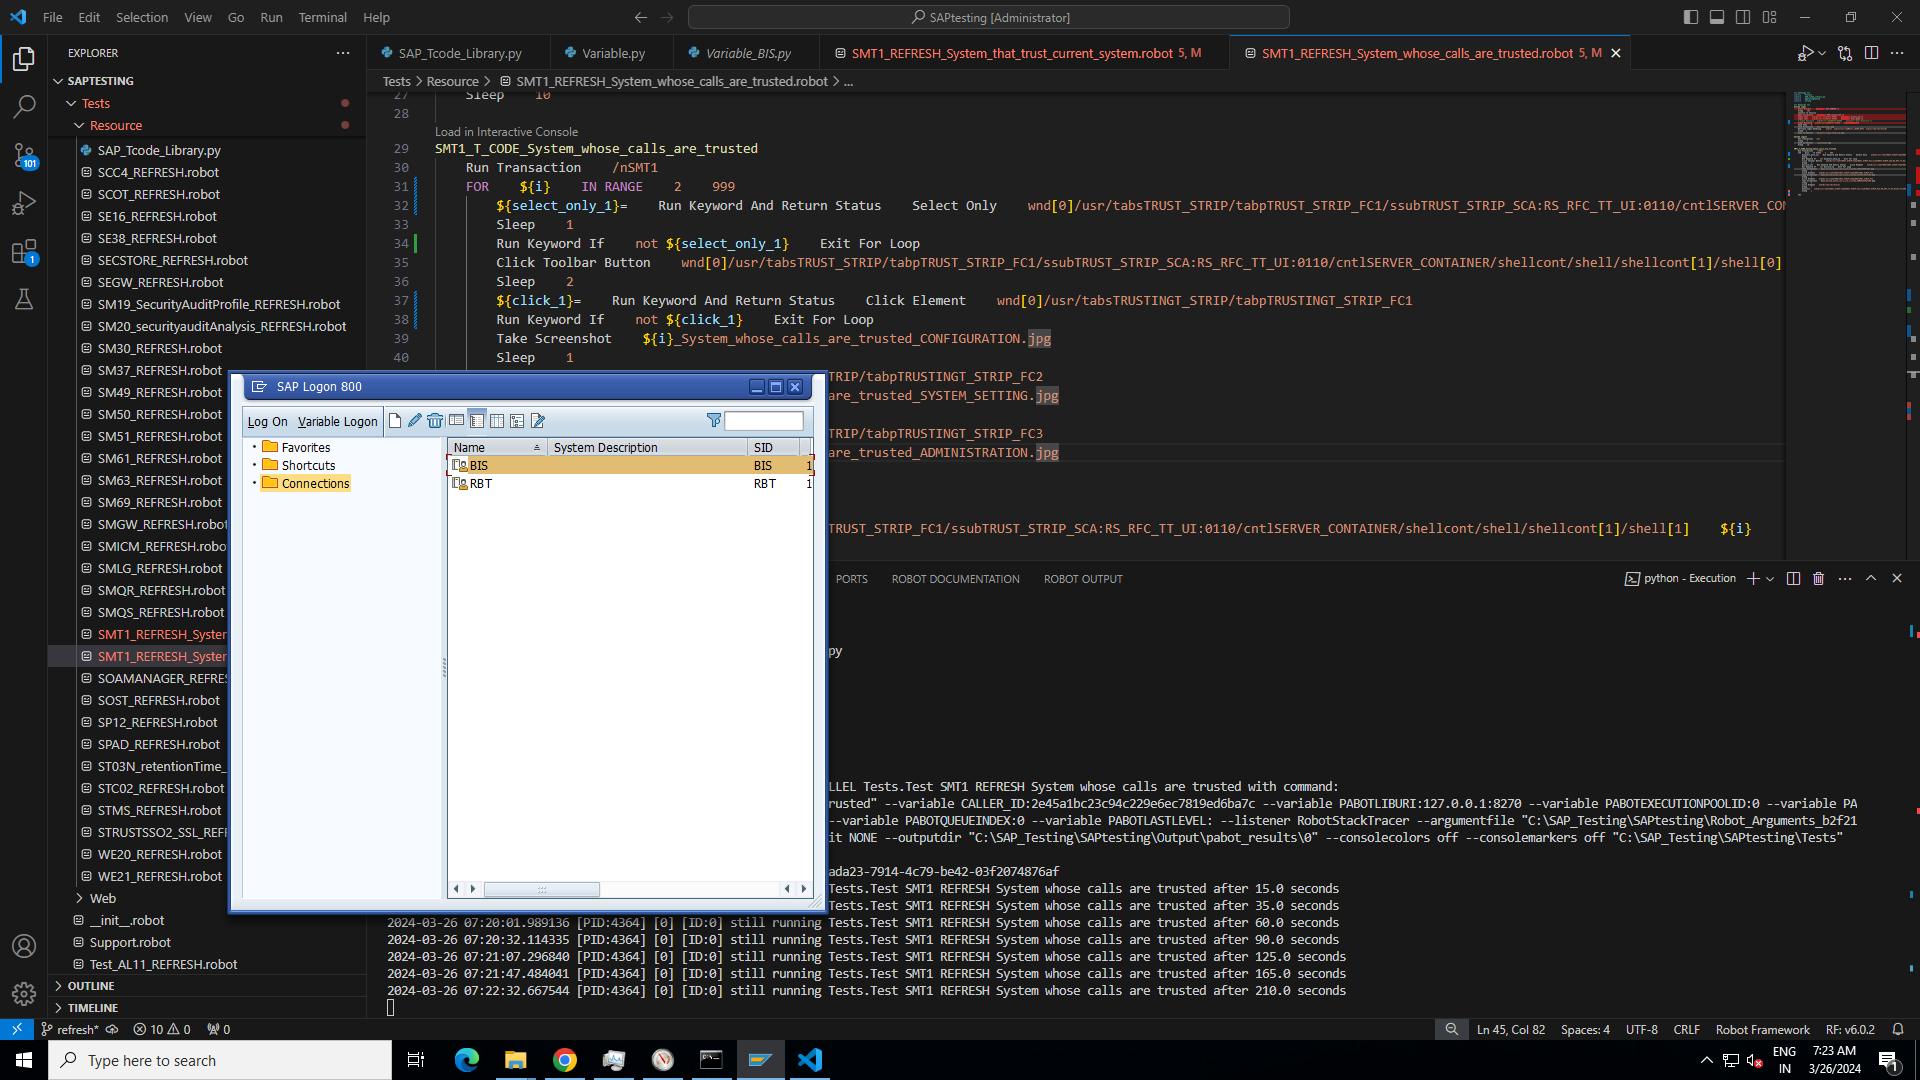 File Edit Selection View Go Run Terminal Help
SAPtesting [Administrator]
EXPLORER
SAP_Tcode_Library.py
Variable.py
Variable_BIS.py
SMT1_REFRESH_System_that_trust_current_system.robot 5, M
SMT1_REFRESH_System_whose_calls_are_trusted.robot 5, M
Tests > Resource > SMT1_REFRESH_System_whose_calls_are_trusted.robot > ...
SAPTESTING
Tests
Resource
SAP_Tcode_Library.py
SCC4_REFRESH.robot
SCOT_REFRESH.robot
SE16_REFRESH.robot
SE38_REFRESH.robot
SECSTORE_REFRESH.robot
SEGW_REFRESH.robot
SM19_SecurityAuditProfile_REFRESH.robot
SM20_securityauditAnalysis_REFRESH.robot
SM30_REFRESH.robot
SM37_REFRESH.robot
SM49_REFRESH.robot
SM50_REFRESH.robot
SM51_REFRESH.robot
SM61_REFRESH.robot
SM63_REFRESH.robot
SM69_REFRESH.robot
SMGW_REFRESH.robot
SMICM_REFRESH.robo
SMLG_REFRESH.robot
SMQR_REFRESH.robot
SMQS_REFRESH.robot
SMT1_REFRESH_System
SMT1_REFRESH_System
SOAMANAGER_REFRES
SOST_REFRESH.robot
SP12_REFRESH.robot
SPAD_REFRESH.robot
ST03N_retentionTime_
STC02_REFRESH.robot
STMS_REFRESH.robot
STRUSTSSO2_SSL_REF
WE20_REFRESH.robot
WE21_REFRESH.robot
Web
__init__.robot
Support.robot
Test_AL11_REFRESH.robot
OUTLINE
TIMELINE
101
1
27 Sleep 10
28
Load in Interactive Console
29 SMT1_T_CODE_System_whose_calls_are_trusted
30 Run Transaction /nSMT1
31 FOR ${i} IN RANGE 2 999
32 ${select_only_1}= Run Keyword And Return Status Select Only wnd[0]/usr/tabsTRUST_STRIP/tabpTRUST_STRIP_FC1/ssubTRUST_STRIP_SCA:RS_RFC_TT_UI:0110/cntlSERVER_CON
33 Sleep 1
34 Run Keyword If not ${select_only_1} Exit For Loop
35 Click Toolbar Button wnd[0]/usr/tabsTRUST_STRIP/tabpTRUST_STRIP_FC1/ssubTRUST_STRIP_SCA:RS_RFC_TT_UI:0110/cntlSERVER_CONTAINER/shellcont/shell/shellcont[1]/shell[0]
36 Sleep 2
37 ${click_1}= Run Keyword And Return Status Click Element wnd[0]/usr/tabsTRUSTINGT_STRIP/tabpTRUSTINGT_STRIP_FC1
38 Run Keyword If not ${click_1} Exit For Loop
39 Take Screenshot ${i}_System_whose_calls_are_trusted_CONFIGURATION.jpg
40 Sleep 1
RIP/tabpTRUSTINGT_STRIP_FC2
are_trusted_SYSTEM_SETTING.jpg
RIP/tabpTRUSTINGT_STRIP_FC3
are_trusted_ADMINISTRATION.jpg
TRUST_STRIP_FC1/ssubTRUST_STRIP_SCA:RS_RFC_TT_UI:0110/cntlSERVER_CONTAINER/shellcont/shell/shellcont[1]/shell[1] ${i}
SAP Logon 800
Log On Variable Logon
Favorites
Shortcuts
Connections
Name System Description SID
BIS BIS 1
RBT RBT 1
PORTS ROBOT DOCUMENTATION ROBOT OUTPUT
python - Execution
py
LLEL Tests.Test SMT1 REFRESH System whose calls are trusted with command:
rusted" --variable CALLER_ID:2e45a1bc23c94c229e6ec7819ed6ba7c --variable PABOTLIBURI:127.0.0.1:8270 --variable PABOTEXECUTIONPOOLID:0 --variable PA
--variable PABOTQUEUEINDEX:0 --variable PABOTLASTLEVEL: --listener RobotStackTracer --argumentfile "C:\SAP_Testing\SAPtesting\Robot_Arguments_b2f21
it NONE --outputdir "C:\SAP_Testing\SAPtesting\Output\pabot_results\0" --consolecolors off --consolemarkers off "C:\SAP_Testing\SAPtesting\Tests"
ada23-7914-4c79-be42-03f2074876af
Tests.Test SMT1 REFRESH System whose calls are trusted after 15.0 seconds
Tests.Test SMT1 REFRESH System whose calls are trusted after 35.0 seconds
2024-03-26 07:20:01.989136 [PID:4364] [0] [ID:0] still running Tests.Test SMT1 REFRESH System whose calls are trusted after 60.0 seconds
2024-03-26 07:20:32.114335 [PID:4364] [0] [ID:0] still running Tests.Test SMT1 REFRESH System whose calls are trusted after 90.0 seconds
2024-03-26 07:21:07.296840 [PID:4364] [0] [ID:0] still running Tests.Test SMT1 REFRESH System whose calls are trusted after 125.0 seconds
2024-03-26 07:21:47.484041 [PID:4364] [0] [ID:0] still running Tests.Test SMT1 REFRESH System whose calls are trusted after 165.0 seconds
2024-03-26 07:22:32.667544 [PID:4364] [0] [ID:0] still running Tests.Test SMT1 REFRESH System whose calls are trusted after 210.0 seconds
refresh* 10 0 0
Ln 45, Col 82 Spaces: 4 UTF-8 CRLF Robot Framework RF: v6.0.2
Type here to search
ENG
IN
7:23 AM
3/26/2024
1